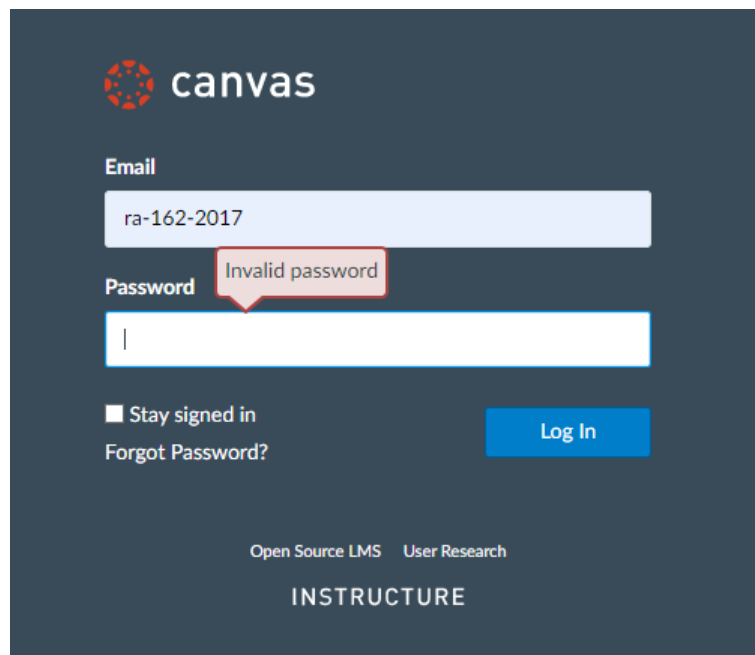 canvas
Email
ra-162-2017
Invalid password
Password
Stay signed in
Log In
Forgot Password?
Open Source LMS User Research
INSTRUCTURE